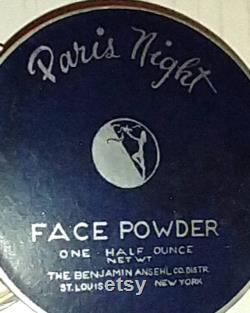 Paris Night
FACE POWDER
ONE - HALF OUNCE
NET WT
THE BENJAMIN ANSEHL CO. DISTR.
ST. LOUIS NEW YORK
etsy